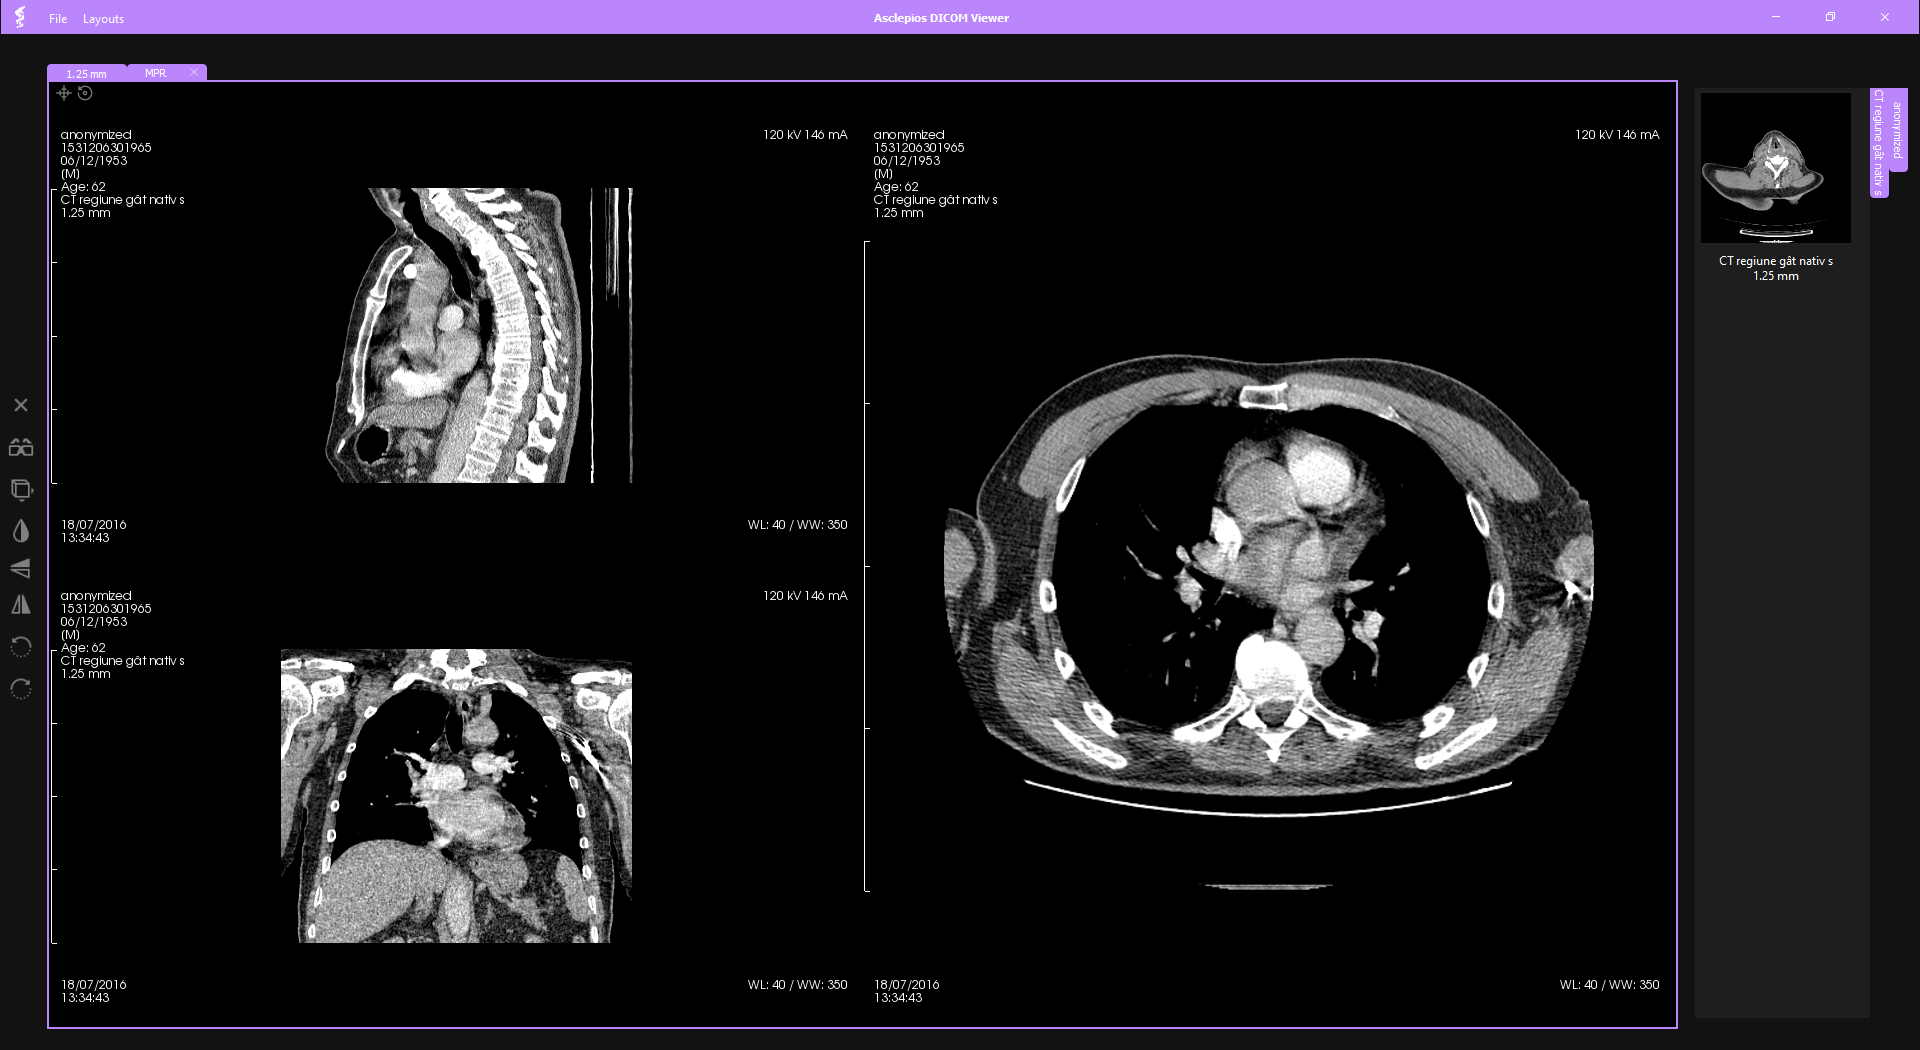 File Layouts
Asclepios DICOM Viewer
1.25 mm
MPR
anonymized
1531206301965
06/12/1953
(M)
Age: 62
CT regiune gât nativ s
1.25 mm
120 kV 146 mA
18/07/2016
13:34:43
WL: 40 / WW: 350
anonymized
1531206301965
06/12/1953
(M)
Age: 62
CT regiune gât nativ s
1.25 mm
120 kV 146 mA
18/07/2016
13:34:43
WL: 40 / WW: 350
anonymized
1531206301965
06/12/1953
(M)
Age: 62
CT regiune gât nativ s
1.25 mm
120 kV 146 mA
18/07/2016
13:34:43
WL: 40 / WW: 350
CT regiune gât nativ s
1.25 mm
CT regiune gât nativ s
anonymized